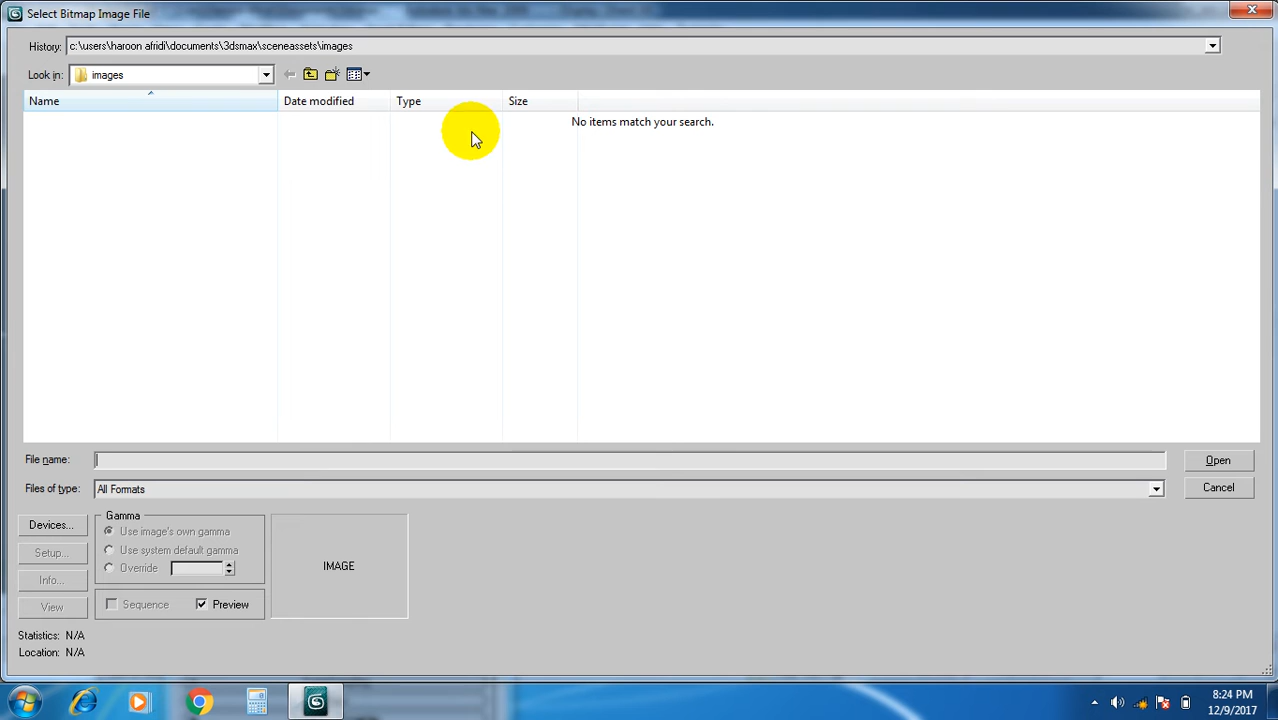 Select Bitmap Image File
History: c:\users\haroon afridi\documents\3dsmax\sceneassets\images
Look in: images
Name Date modified Type Size
No items match your search.
File name: Open
Files of type: All Formats Cancel
Devices...
Setup...
Info...
View
Gamma
Use image's own gamma
Use system default gamma
Override
Sequence Preview
IMAGE
Statistics: N/A
Location: N/A
8:24 PM
12/9/2017